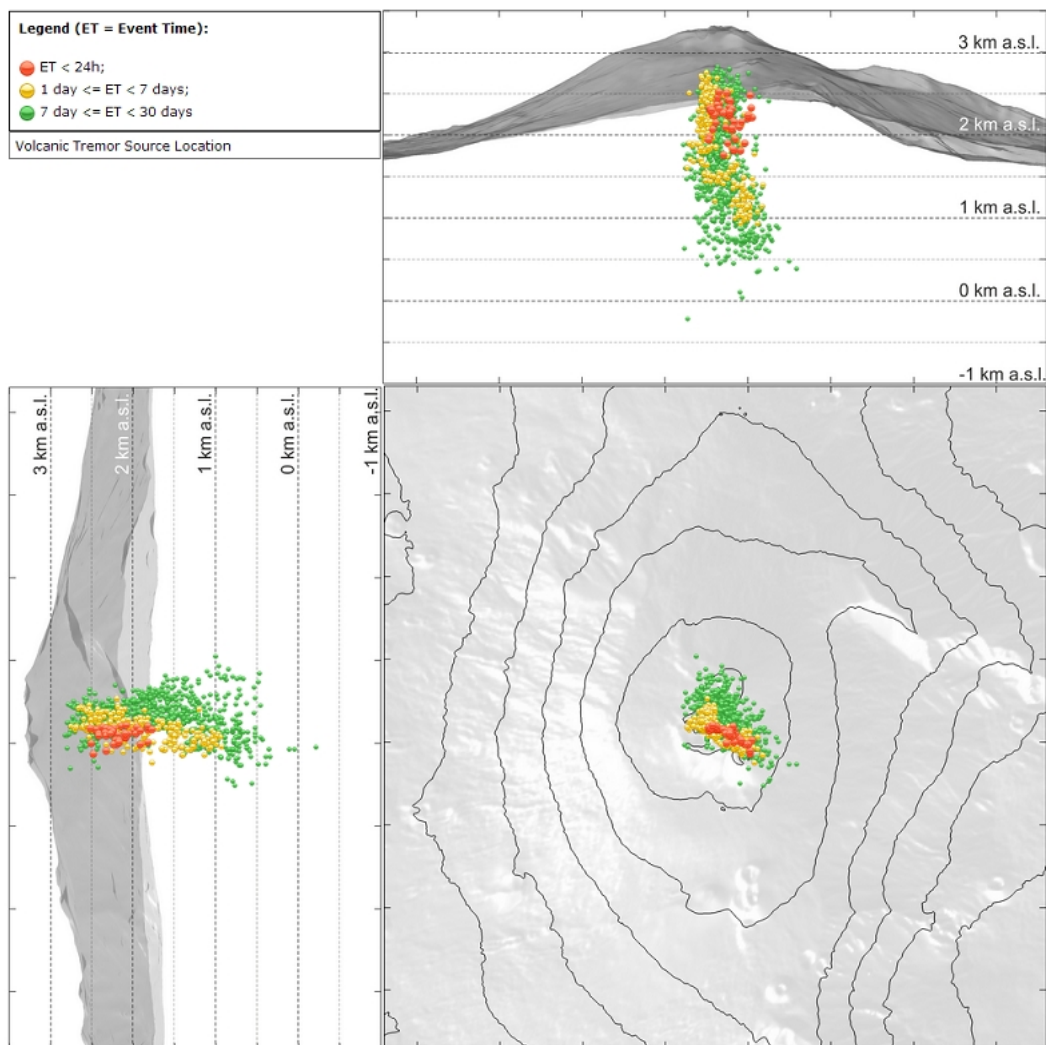 Legend (ET = Event Time):
ET < 24h;
1 day <= ET < 7 days;
7 day <= ET < 30 days
Volcanic Tremor Source Location
3 km a.s.l.
2 km a.s.l.
1 km a.s.l.
0 km a.s.l.
-1 km a.s.l.
3 km a.s.l.
2 km a.s.l.
1 km a.s.l.
0 km a.s.l.
-1 km a.s.l.